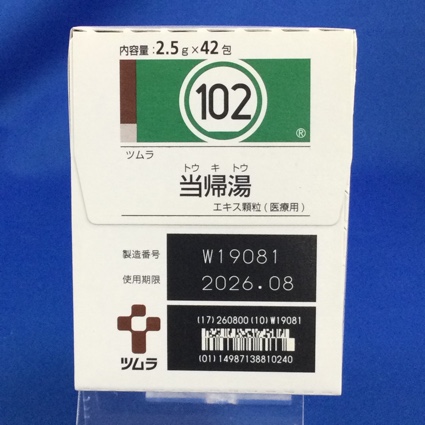 内容量:2.5g×42包
102
®
ツムラ
トウ キ トウ
当帰湯
エキス顆粒(医療用)
製造番号 W19081
使用期限 2026.08
(17)260800(10)W19081
(01)14987138810240
ツムラ